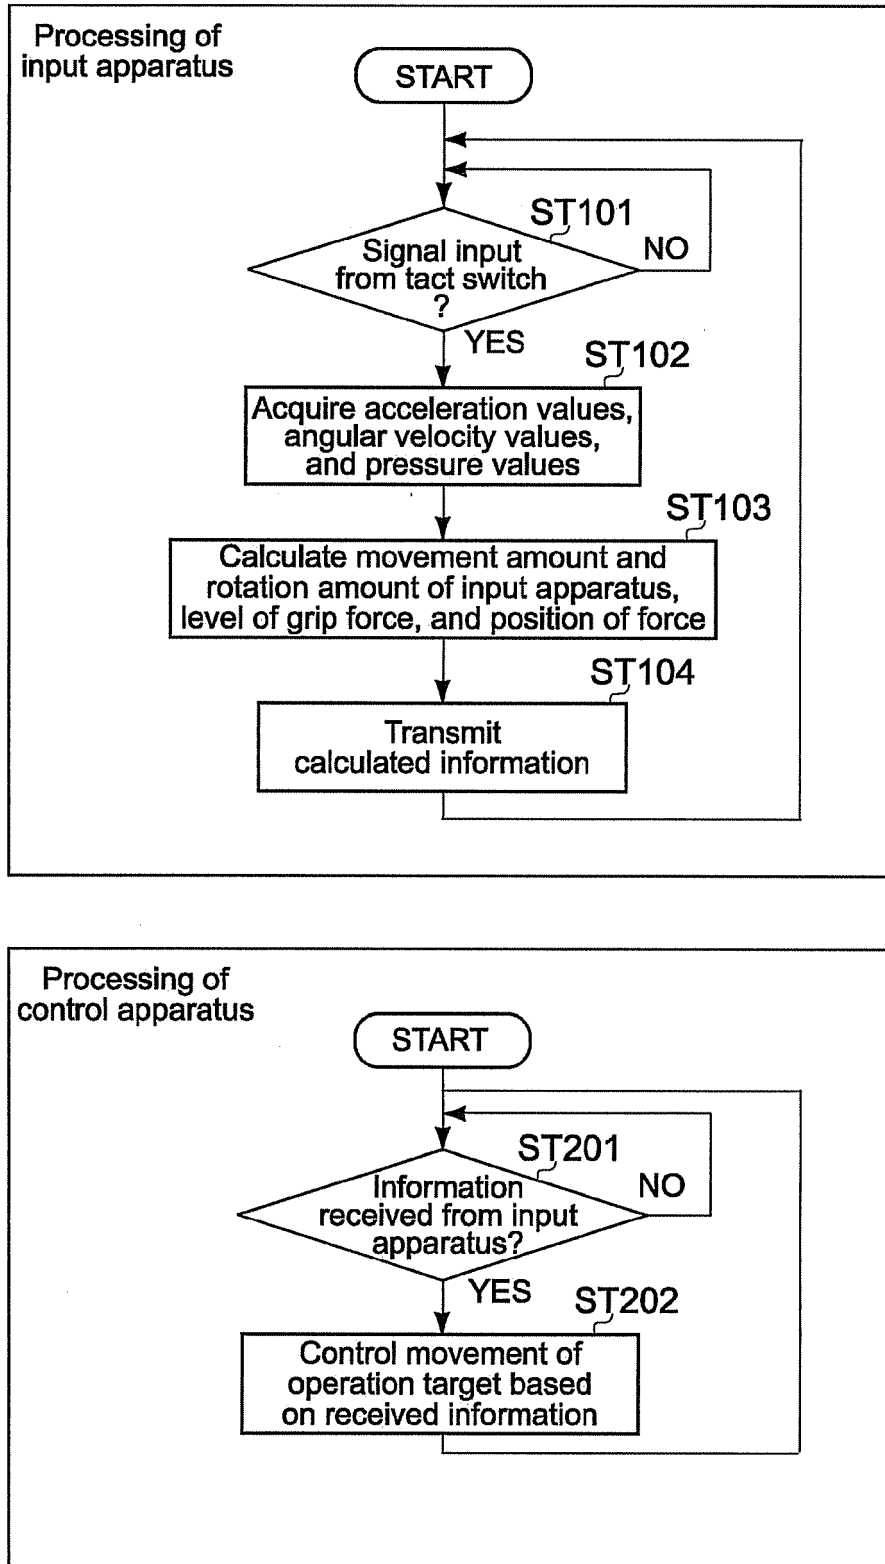 Processing of
input apparatus
START
ST101
Signal input
from tact switch
?
NO
YES
ST102
Acquire acceleration values,
angular velocity values,
and pressure values
ST103
Calculate movement amount and
rotation amount of input apparatus,
level of grip force, and position of force
ST104
Transmit
calculated information
Processing of
control apparatus
START
ST201
Information
received from input
apparatus?
NO
YES
ST202
Control movement of
operation target based
on received information